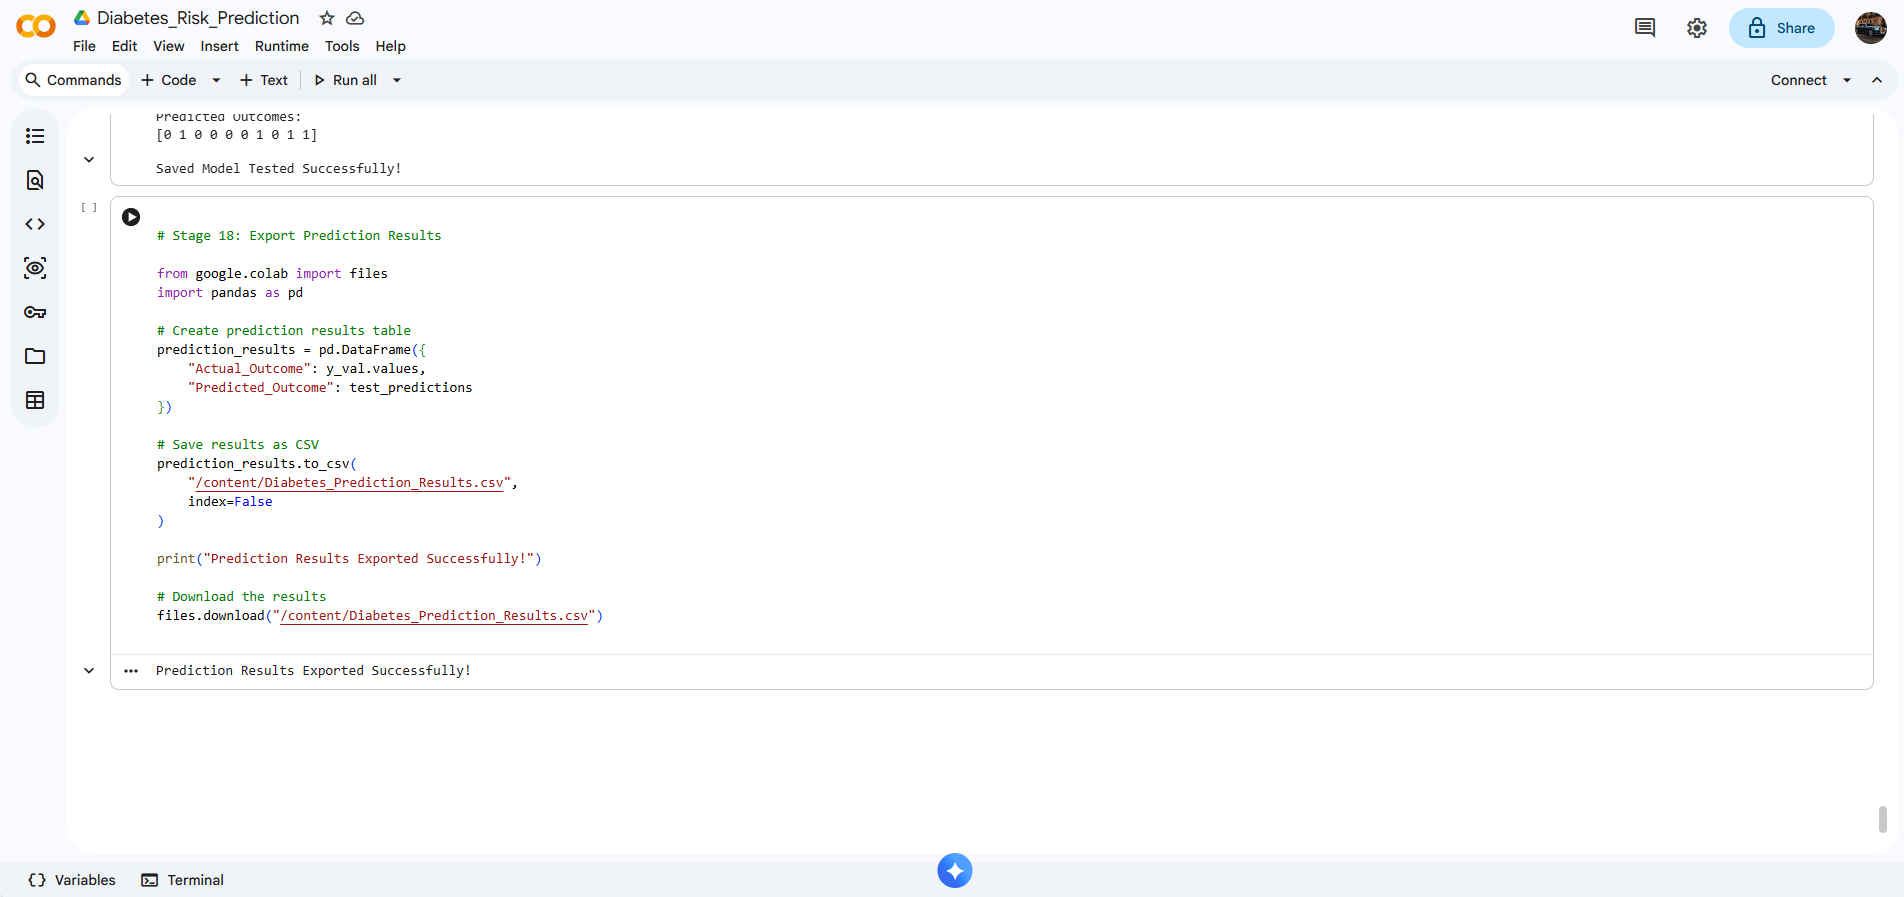 Diabetes_Risk_Prediction
File Edit View Insert Runtime Tools Help
Share
Commands + Code + Text Run all
Connect
Predicted Outcomes:
[0 1 0 0 0 0 1 0 1 1]
Saved Model Tested Successfully!
[ ]
# Stage 18: Export Prediction Results
from google.colab import files
import pandas as pd
# Create prediction results table
prediction_results = pd.DataFrame({
    "Actual_Outcome": y_val.values,
    "Predicted_Outcome": test_predictions
})
# Save results as CSV
prediction_results.to_csv(
    "/content/Diabetes_Prediction_Results.csv",
    index=False
)
print("Prediction Results Exported Successfully!")
# Download the results
files.download("/content/Diabetes_Prediction_Results.csv")
Prediction Results Exported Successfully!
{} Variables Terminal